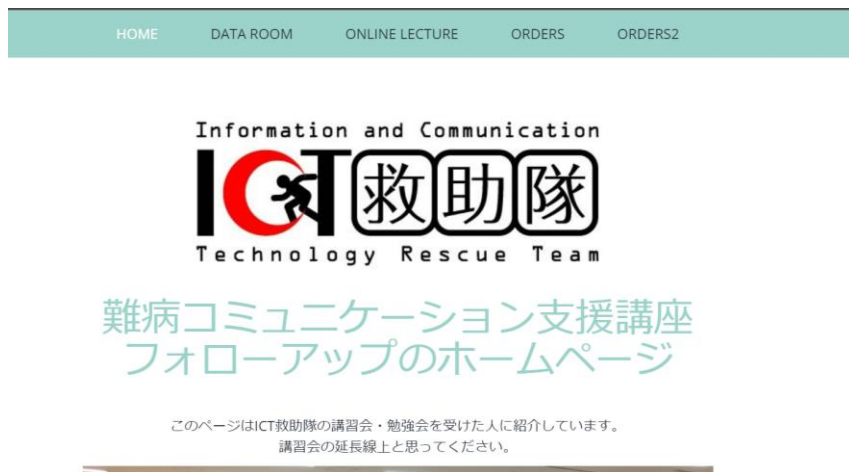 HOME DATA ROOM ONLINE LECTURE ORDERS ORDERS2
Information and Communication
ICT救助隊
Technology Rescue Team
難病コミュニケーション支援講座
フォローアップのホームページ
このページはICT救助隊の講習会・勉強会を受けた人に紹介しています。
講習会の延長線上と思ってください。